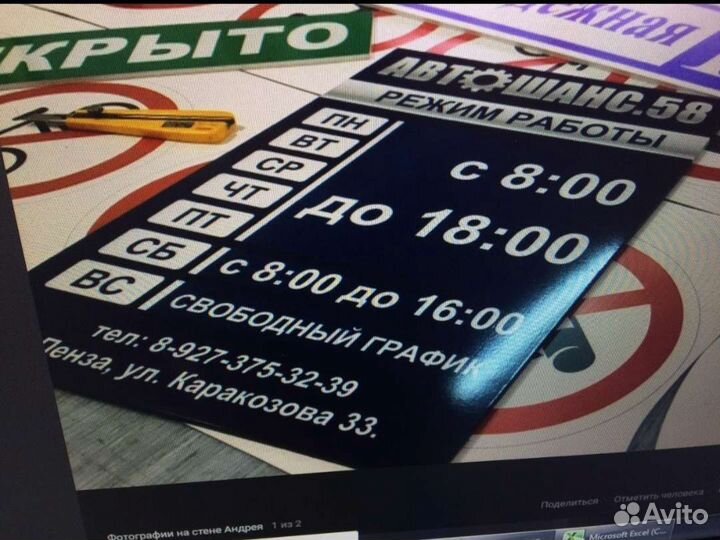 КРЫТО
АВТОШАНС.58
РЕЖИМ РАБОТЫ
ПН
ВТ
СР
ЧТ
ПТ
с 8:00
до 18:00
СБ
с 8:00 до 16:00
ВС
СВОБОДНЫЙ ГРАФИК
тел: 8-927-375-32-39
Пенза, ул. Каракозова 33.
Фотографии на стене Андрея 1 из 2
Поделиться Отметить человека
Microsoft Excel (С...
Avito